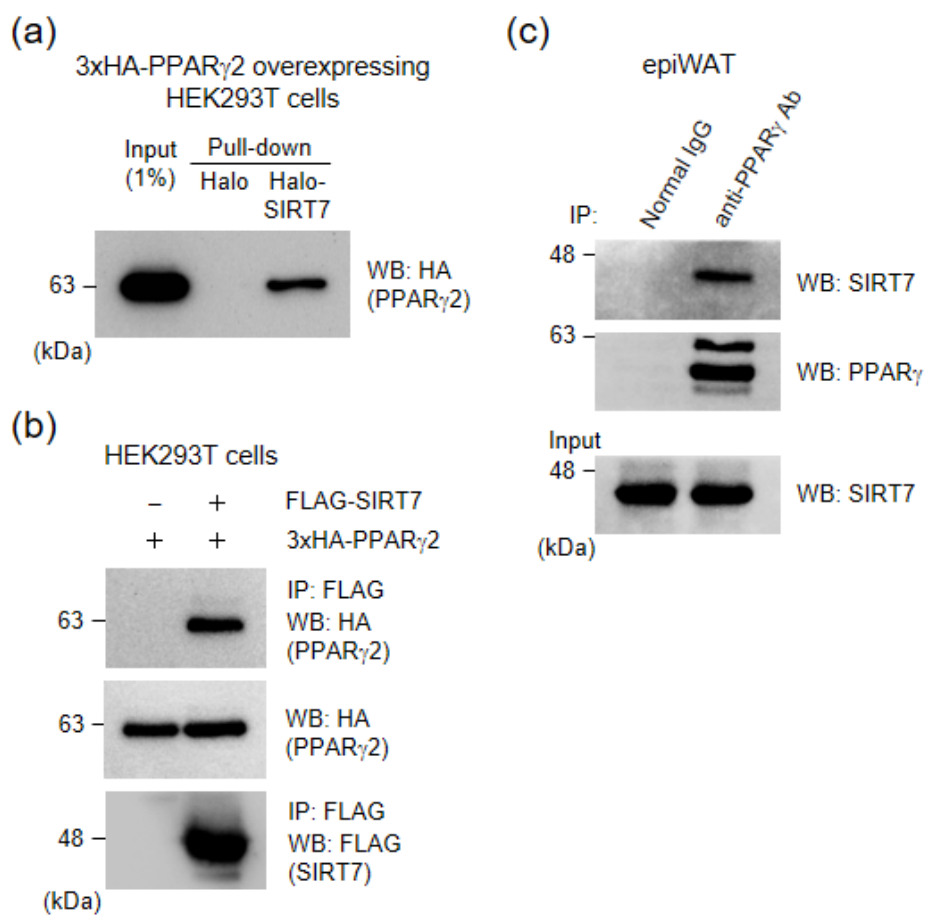 (a)
3xHA-PPARγ2 overexpressing
HEK293T cells
Input
(1%)
Pull-down
Halo
Halo-
SIRT7
63
WB: HA
(PPARγ2)
(kDa)
(b)
HEK293T cells
– + FLAG-SIRT7
+ + 3xHA-PPARγ2
63
IP: FLAG
WB: HA
(PPARγ2)
63
WB: HA
(PPARγ2)
48
IP: FLAG
WB: FLAG
(SIRT7)
(kDa)
(c)
epiWAT
IP:
Normal IgG
anti-PPARγ Ab
48
WB: SIRT7
63
WB: PPARγ
Input
48
WB: SIRT7
(kDa)